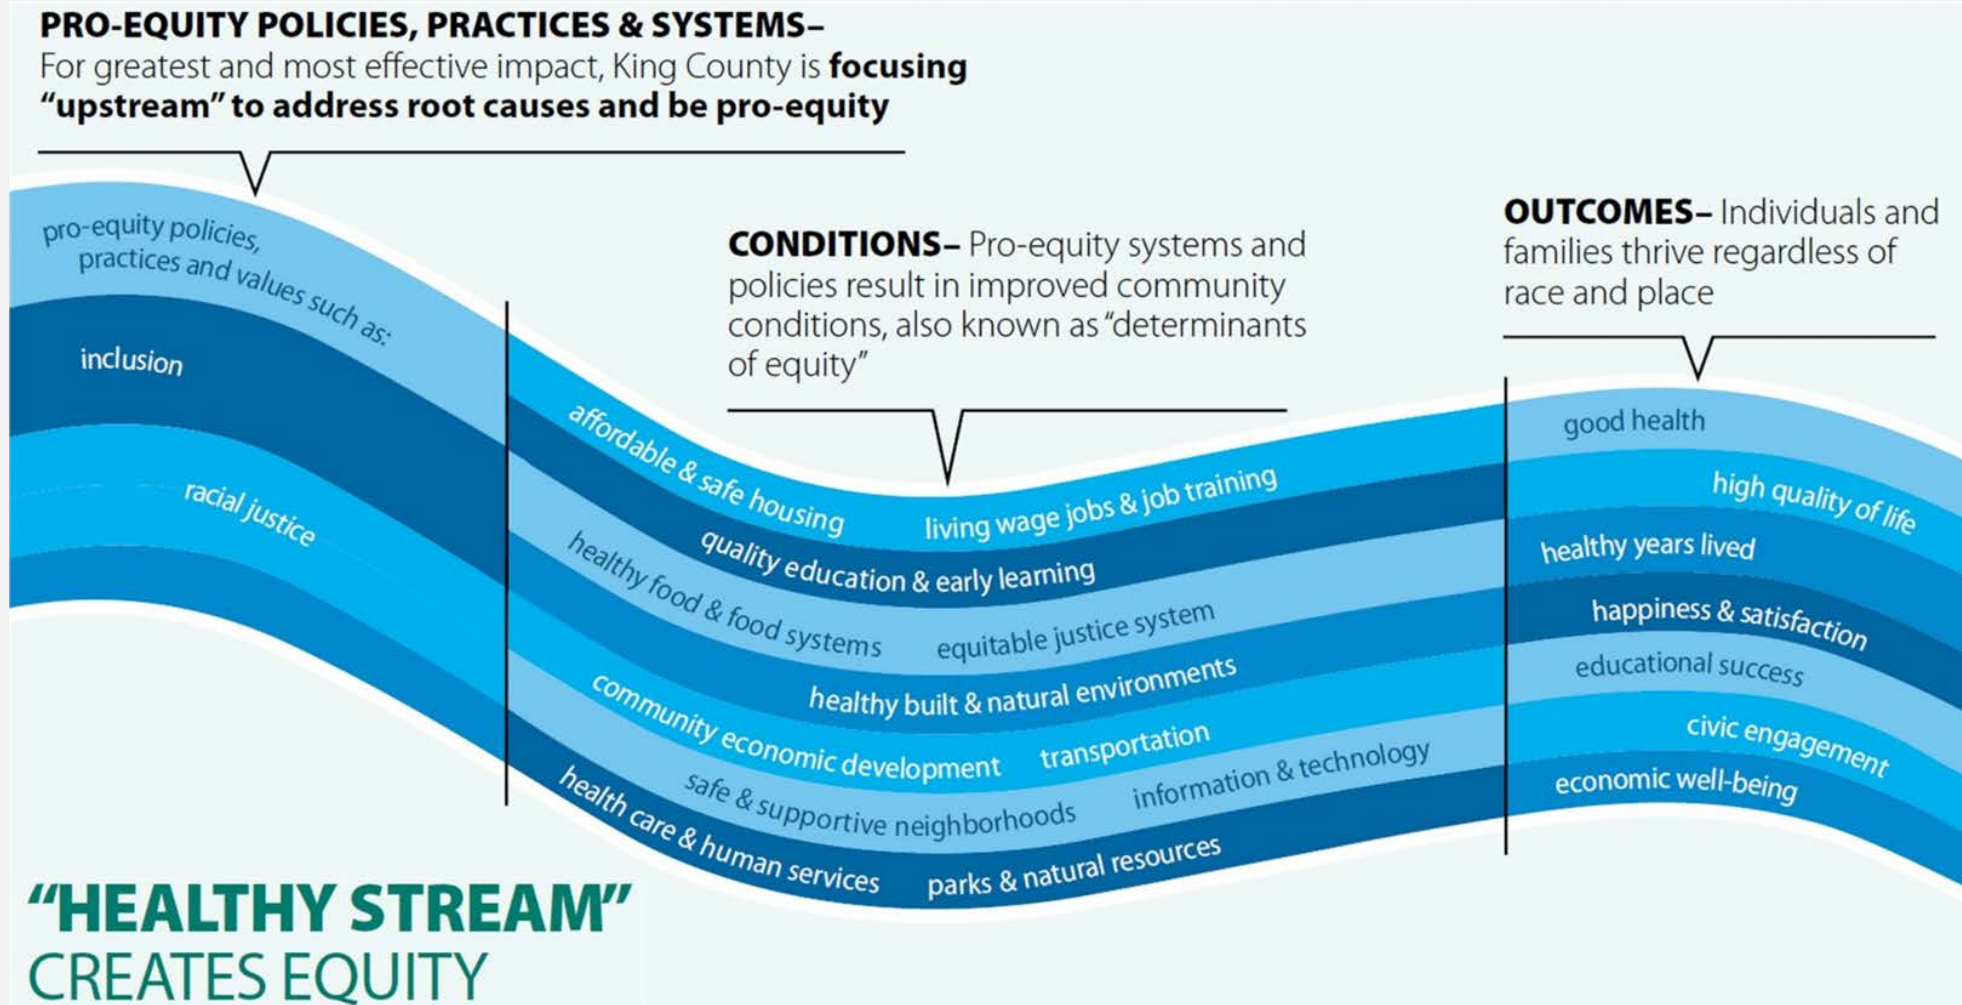 PRO-EQUITY POLICIES, PRACTICES & SYSTEMS–
For greatest and most effective impact, King County is focusing
“upstream” to address root causes and be pro-equity
pro-equity policies,
practices and values such as:
inclusion
racial justice
CONDITIONS– Pro-equity systems and
policies result in improved community
conditions, also known as “determinants
of equity”
affordable & safe housing
living wage jobs & job training
quality education & early learning
healthy food & food systems
equitable justice system
healthy built & natural environments
community economic development
transportation
safe & supportive neighborhoods
information & technology
health care & human services
parks & natural resources
OUTCOMES– Individuals and
families thrive regardless of
race and place
good health
high quality of life
healthy years lived
happiness & satisfaction
educational success
civic engagement
economic well-being
“HEALTHY STREAM”
CREATES EQUITY